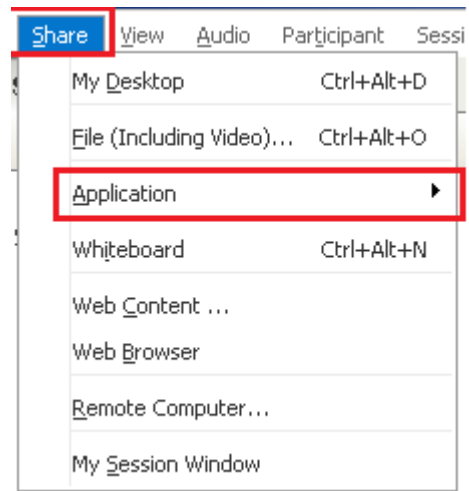 Share View Audio Participant Sessi
My Desktop Ctrl+Alt+D
File (Including Video)... Ctrl+Alt+O
Application
Whiteboard Ctrl+Alt+N
Web Content ...
Web Browser
Remote Computer...
My Session Window